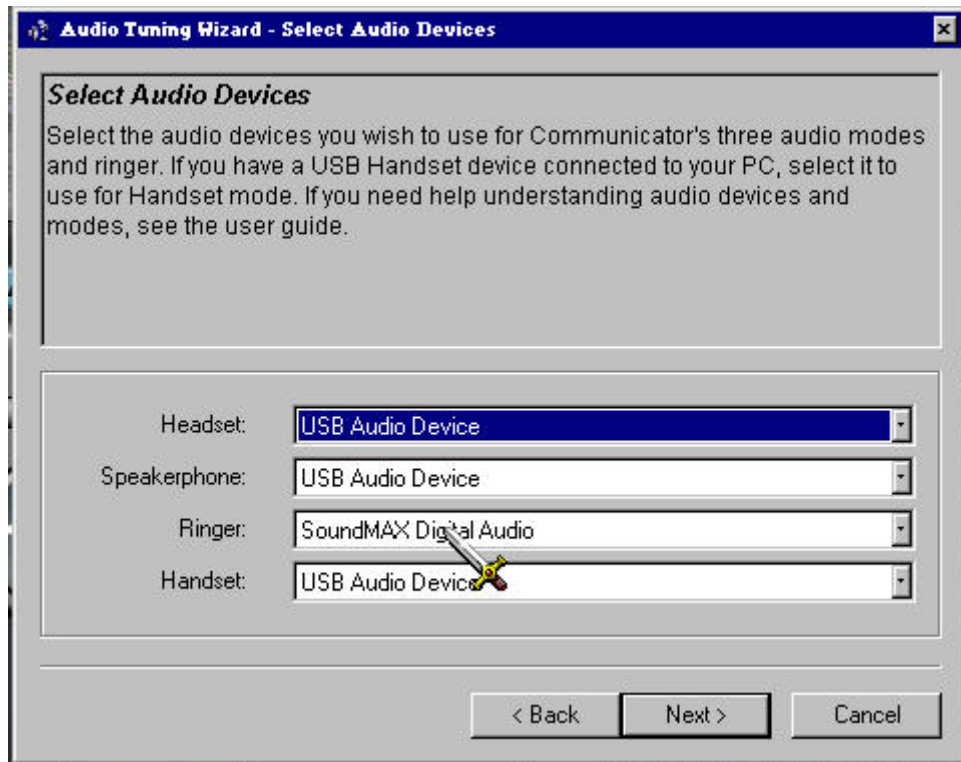 Audio Tuning Wizard - Select Audio Devices
Select Audio Devices
Select the audio devices you wish to use for Communicator's three audio modes
and ringer. If you have a USB Handset device connected to your PC, select it to
use for Handset mode. If you need help understanding audio devices and
modes, see the user guide.
Headset: USB Audio Device
Speakerphone: USB Audio Device
Ringer: SoundMAX Digital Audio
Handset: USB Audio Device
< Back Next > Cancel